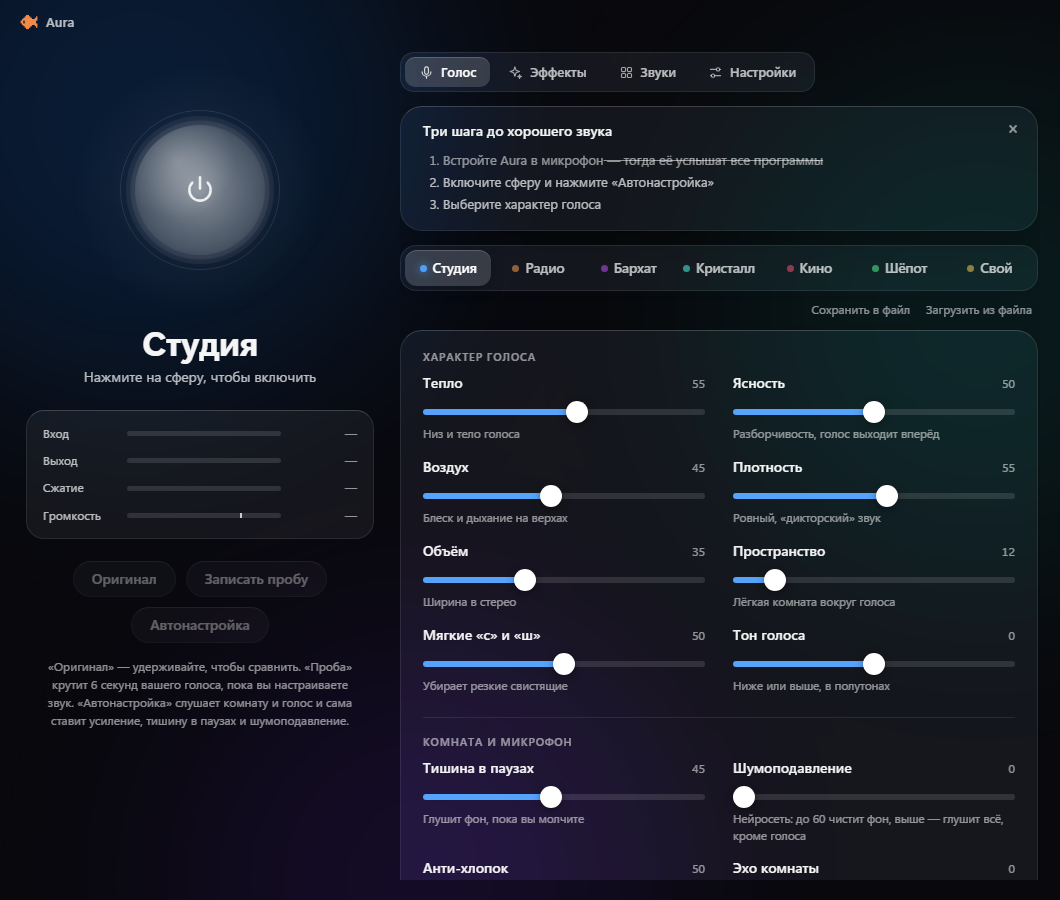 Aura
Голос
Эффекты
Звуки
Настройки
Три шага до хорошего звука
×
1. Встройте Aura в микрофон — тогда её услышат все программы
2. Включите сферу и нажмите «Автонастройка»
3. Выберите характер голоса
Студия
Радио
Бархат
Кристалл
Кино
Шёпот
Свой
Сохранить в файл
Загрузить из файла
Студия
Нажмите на сферу, чтобы включить
Вход —
Выход —
Сжатие —
Громкость —
Оригинал
Записать пробу
Автонастройка
«Оригинал» — удерживайте, чтобы сравнить. «Проба»
крутит 6 секунд вашего голоса, пока вы настраиваете
звук. «Автонастройка» слушает комнату и голос и сама
ставит усиление, тишину в паузах и шумоподавление.
ХАРАКТЕР ГОЛОСА
Тепло 55
Низ и тело голоса
Ясность 50
Разборчивость, голос выходит вперёд
Воздух 45
Блеск и дыхание на верхах
Плотность 55
Ровный, «дикторский» звук
Объём 35
Ширина в стерео
Пространство 12
Лёгкая комната вокруг голоса
Мягкие «с» и «ш» 50
Убирает резкие свистящие
Тон голоса 0
Ниже или выше, в полутонах
КОМНАТА И МИКРОФОН
Тишина в паузах 45
Глушит фон, пока вы молчите
Шумоподавление 0
Нейросеть: до 60 чистит фон, выше — глушит всё,
кроме голоса
Анти-хлопок 50
Эхо комнаты 0